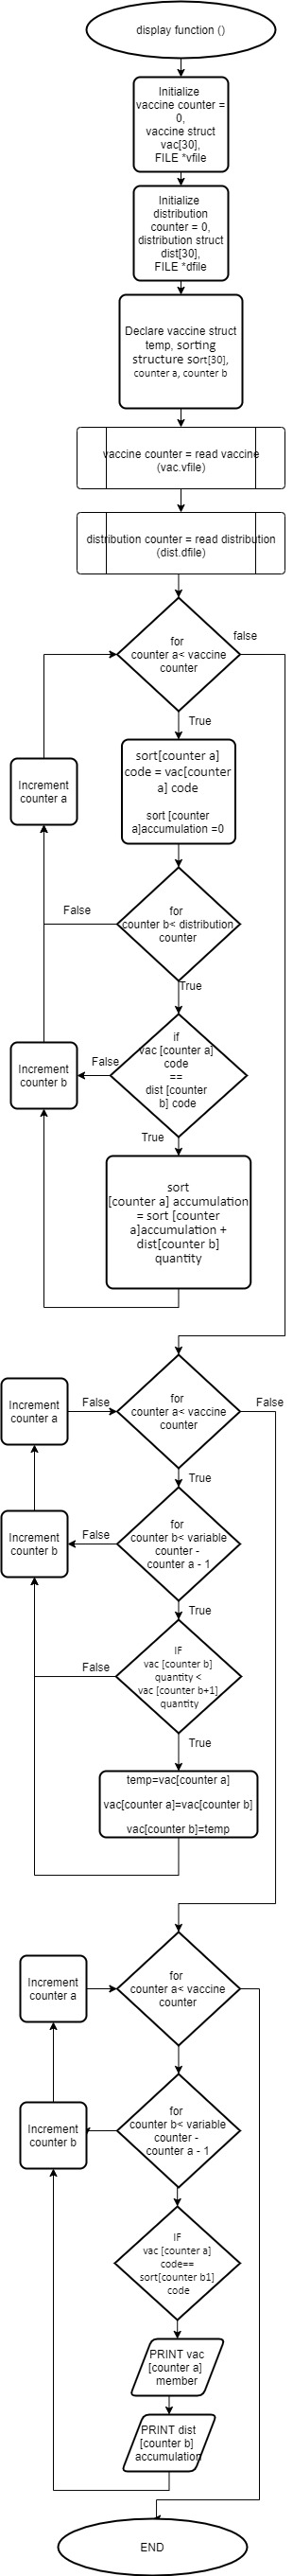 display function ()
Initialize
vaccine counter =
0,
vaccine struct
vac[30],
FILE *vfile
Initialize
distribution
counter = 0,
distribution struct
dist[30],
FILE *dfile
Declare vaccine struct
temp, sorting
structure sort[30],
counter a, counter b
vaccine counter = read vaccine
(vac.vfile)
distribution counter = read distribution
(dist.dfile)
for
counter a< vaccine
counter
false
True
sort[counter a]
code = vac[counter
a] code
sort [counter
a]accumulation =0
Increment
counter a
for
counter b< distribution
counter
False
True
if
vac [counter a]
code
==
dist [counter
b] code
False
Increment
counter b
True
sort
[counter a] accumulation
= sort [counter
a]accumulation +
dist[counter b]
quantity
for
counter a< vaccine
counter
False
False
Increment
counter a
True
for
counter b< variable
counter -
counter a - 1
False
Increment
counter b
True
IF
vac [counter b]
quantity <
vac [counter b+1]
quantity
False
True
temp=vac[counter a]
vac[counter a]=vac[counter b]
vac[counter b]=temp
for
counter a< vaccine
counter
Increment
counter a
for
counter b< variable
counter -
counter a - 1
Increment
counter b
IF
vac [counter a]
code==
sort[counter b1]
code
PRINT vac
[counter a]
member
PRINT dist
[counter b]
accumulation
END